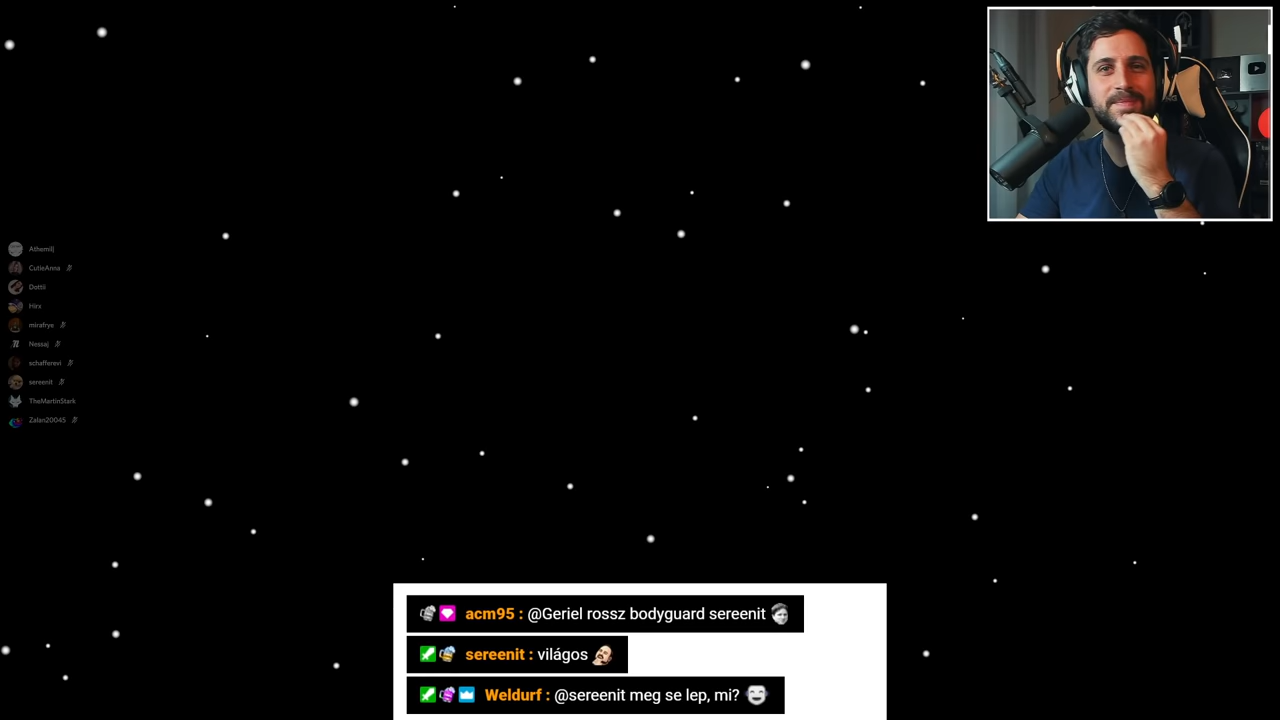 Athemilj
CutieAnna
Dottii
Hirx
mirafrye
Nessaj
schafferevi
sereenit
TheMartinStark
Zalan20045
acm95 : @Geriel rossz bodyguard sereenit
sereenit : világos
Weldurf : @sereenit meg se lep, mi?